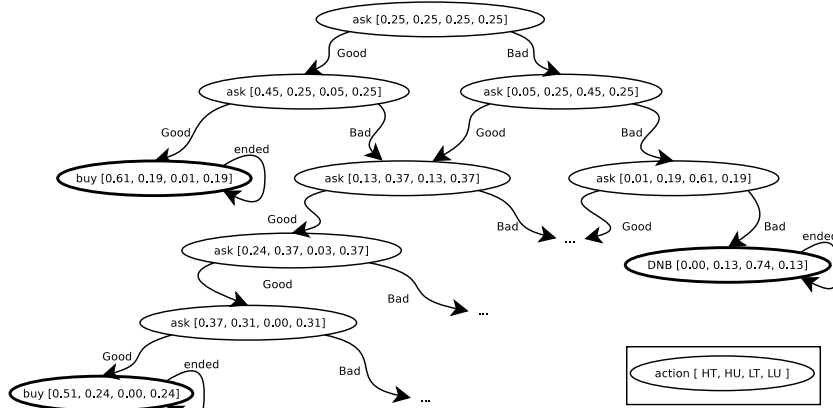 ask [0.25, 0.25, 0.25, 0.25]
Good
Bad
ask [0.45, 0.25, 0.05, 0.25]
ask [0.05, 0.25, 0.45, 0.25]
Good
Bad
Good
Bad
ended
buy [0.61, 0.19, 0.01, 0.19]
ask [0.13, 0.37, 0.13, 0.37]
ask [0.01, 0.19, 0.61, 0.19]
Good
Bad
...
Good
Bad
ask [0.24, 0.37, 0.03, 0.37]
ended
DNB [0.00, 0.13, 0.74, 0.13]
Good
Bad
...
ask [0.37, 0.31, 0.00, 0.31]
Good
ended
Bad
buy [0.51, 0.24, 0.00, 0.24]
...
action [ HT, HU, LT, LU ]